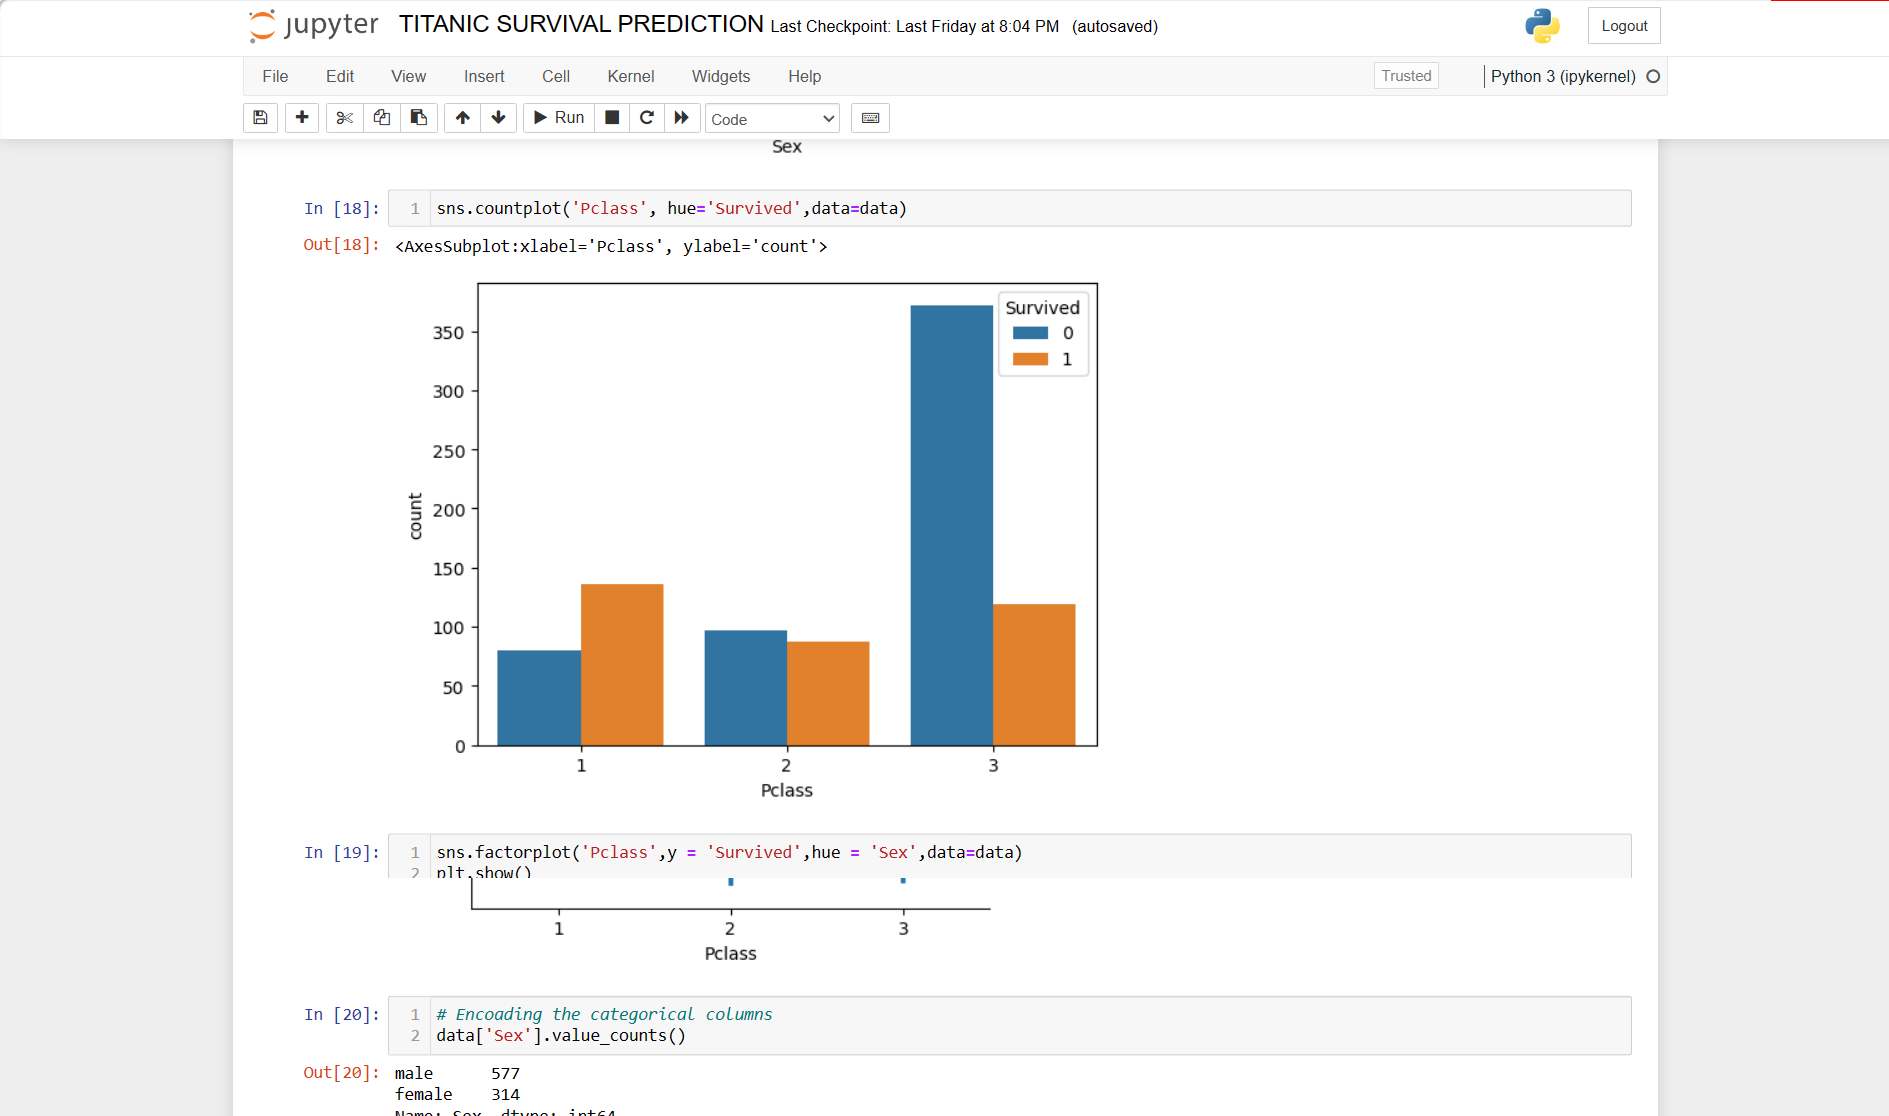 jupyter TITANIC SURVIVAL PREDICTION Last Checkpoint: Last Friday at 8:04 PM (autosaved) Logout
File Edit View Insert Cell Kernel Widgets Help Trusted Python 3 (ipykernel)
Run Code
Sex
In [18]: 1 sns.countplot('Pclass', hue='Survived',data=data)
Out[18]: <AxesSubplot:xlabel='Pclass', ylabel='count'>
Survived
0
1
350
300
250
200
150
100
50
0
count
1 2 3
Pclass
In [19]: 1 sns.factorplot('Pclass',y = 'Survived',hue = 'Sex',data=data)
2 plt.show()
1 2 3
Pclass
In [20]: 1 # Encoading the categorical columns
2 data['Sex'].value_counts()
Out[20]: male 577
female 314
Name: Sex, dtype: int64